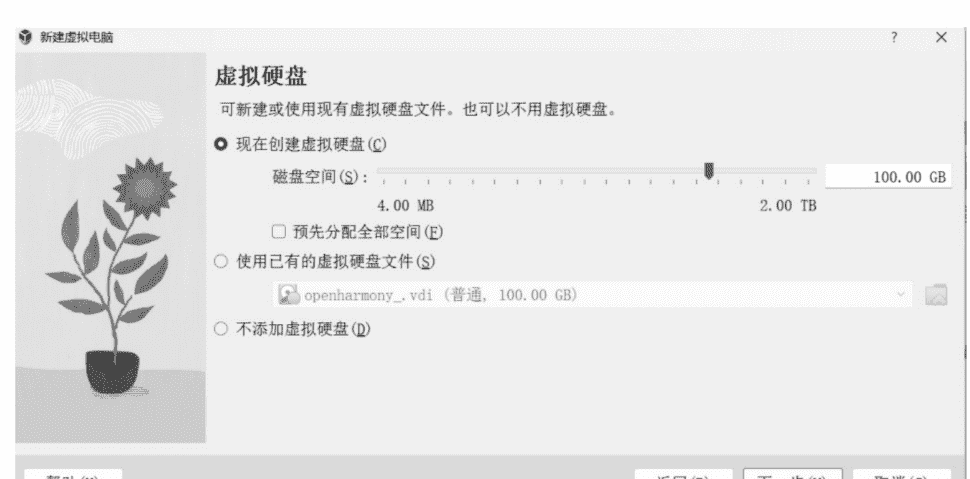 新建虚拟电脑
?
虚拟硬盘
可新建或使用现有虚拟硬盘文件。也可以不用虚拟硬盘。
现在创建虚拟硬盘(C)
磁盘空间(S):
100.00 GB
4.00 MB
2.00 TB
预先分配全部空间(F)
使用已有的虚拟硬盘文件(S)
openharmony_.vdi (普通, 100.00 GB)
不添加虚拟硬盘(D)